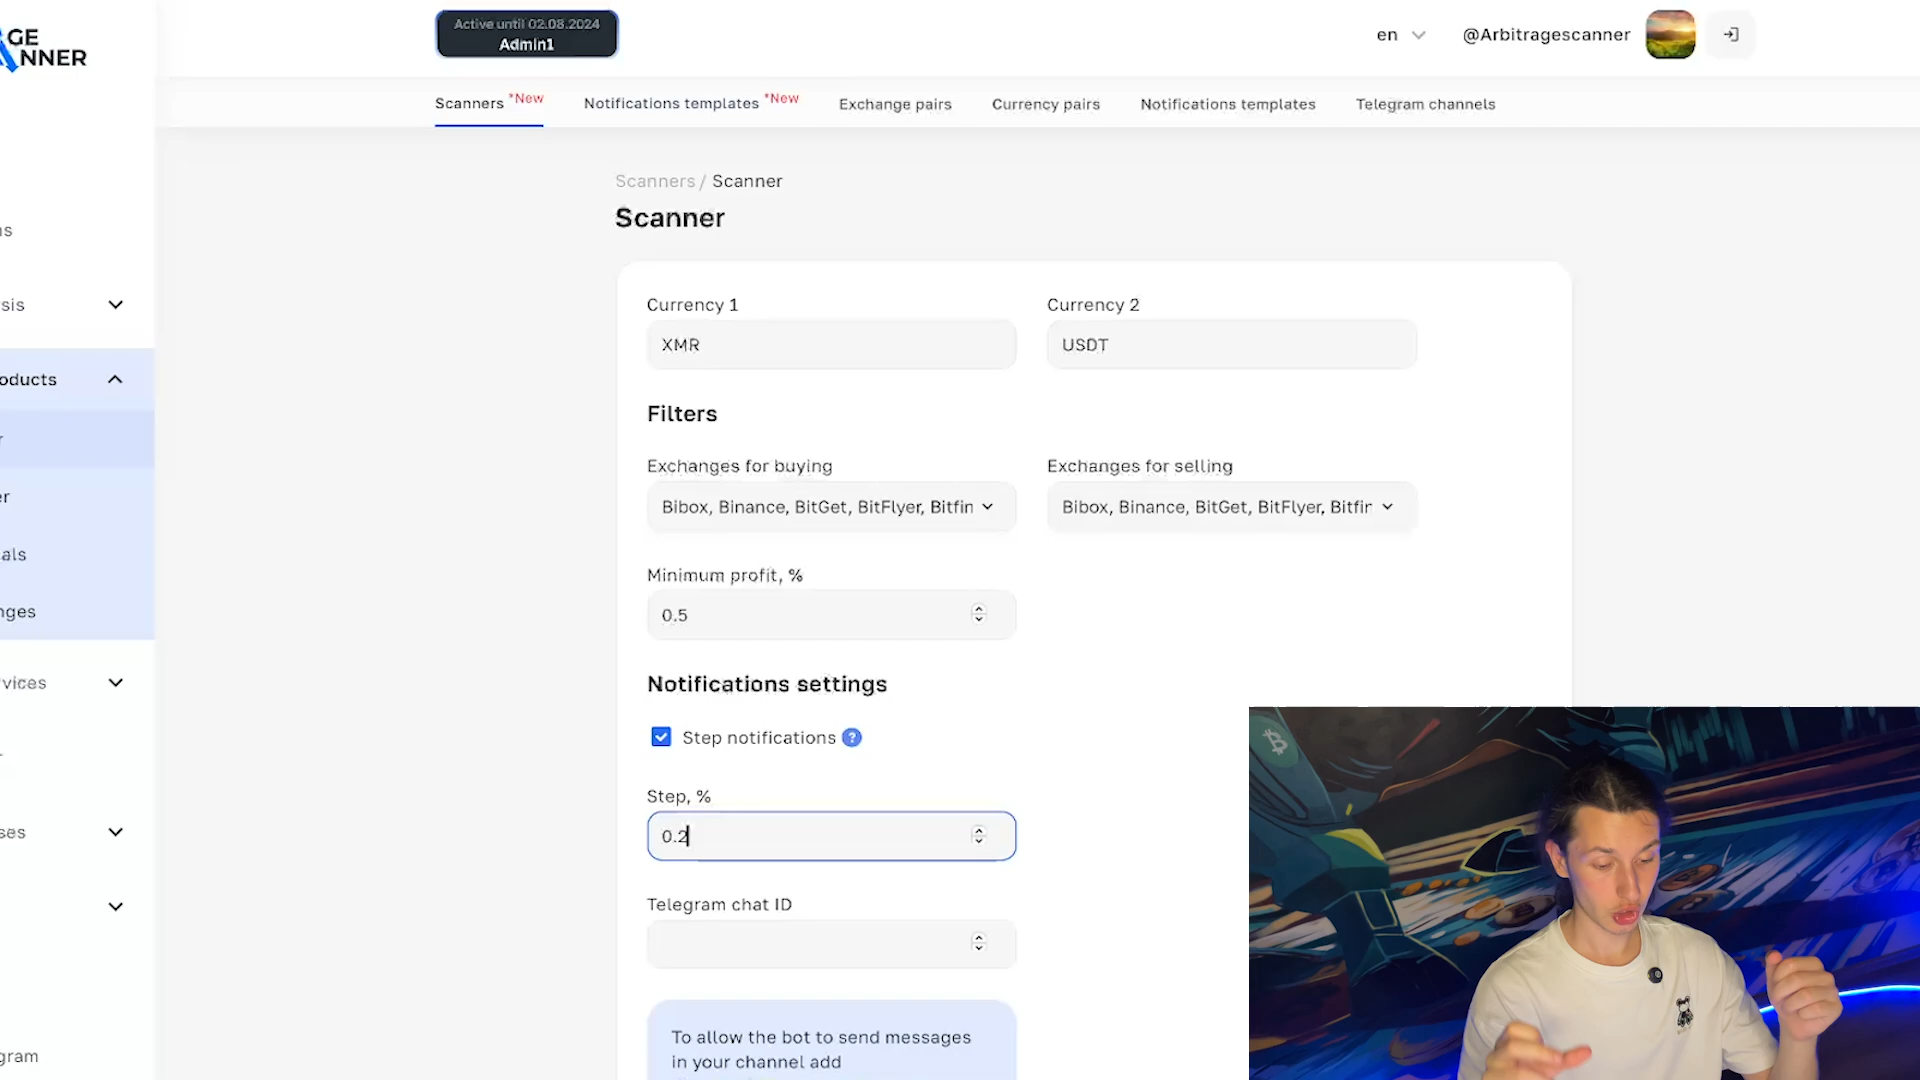 GE
NNER
Active until 02.08.2024
Admin1
en
@Arbitragescanner
Scanners *New
Notifications templates *New
Exchange pairs
Currency pairs
Notifications templates
Telegram channels
Scanners / Scanner
Scanner
Currency 1
Currency 2
XMR
USDT
Filters
Exchanges for buying
Exchanges for selling
Bibox, Binance, BitGet, BitFlyer, Bitfin
Bibox, Binance, BitGet, BitFlyer, Bitfin
Minimum profit, %
0.5
Notifications settings
Step notifications ?
Step, %
0.2
Telegram chat ID
To allow the bot to send messages
in your channel add
ns
sis
oducts
r
er
als
nges
vices
r
ses
gram